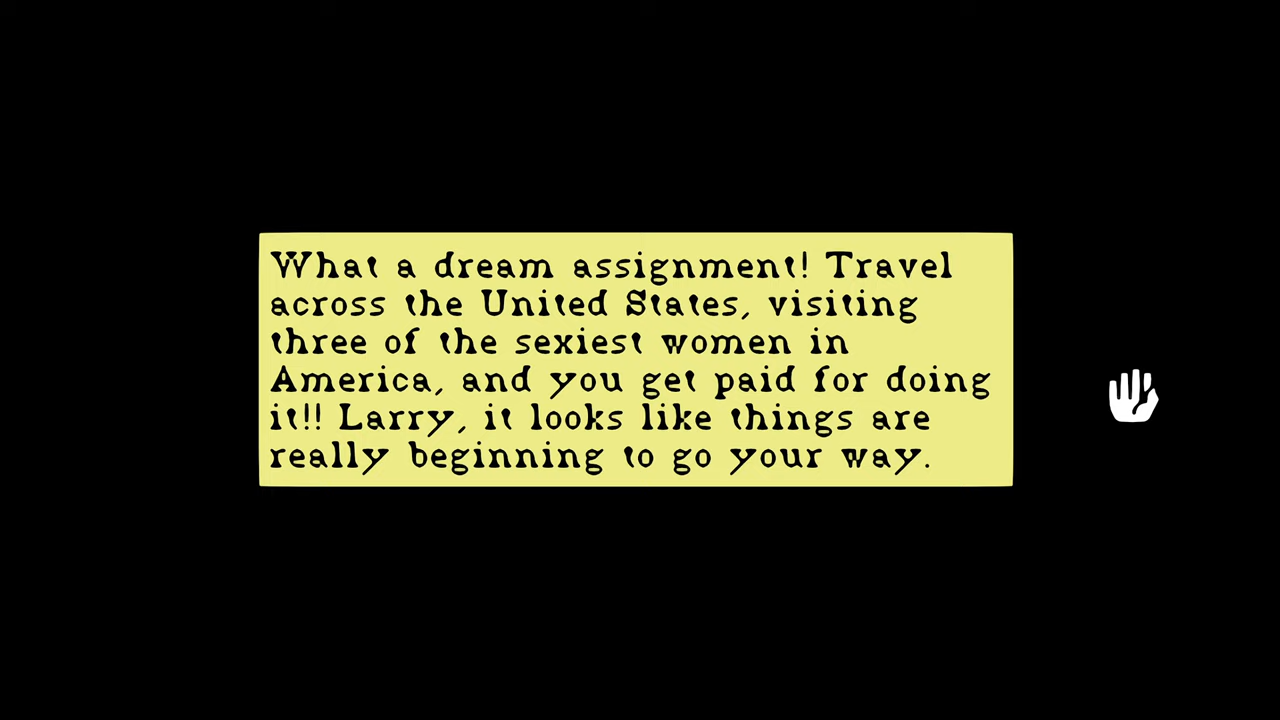 What a dream assignment! Travel
across the United States, visiting
three of the sexiest women in
America, and you get paid for doing
it!! Larry, it looks like things are
really beginning to go your way.